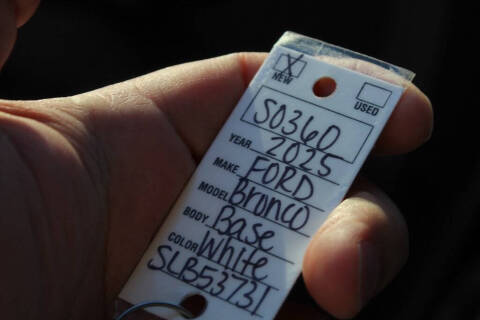 X NEW USED
S0360
YEAR 2025
MAKE FORD
MODEL Bronco
BODY Base
COLOR White
SLB53731